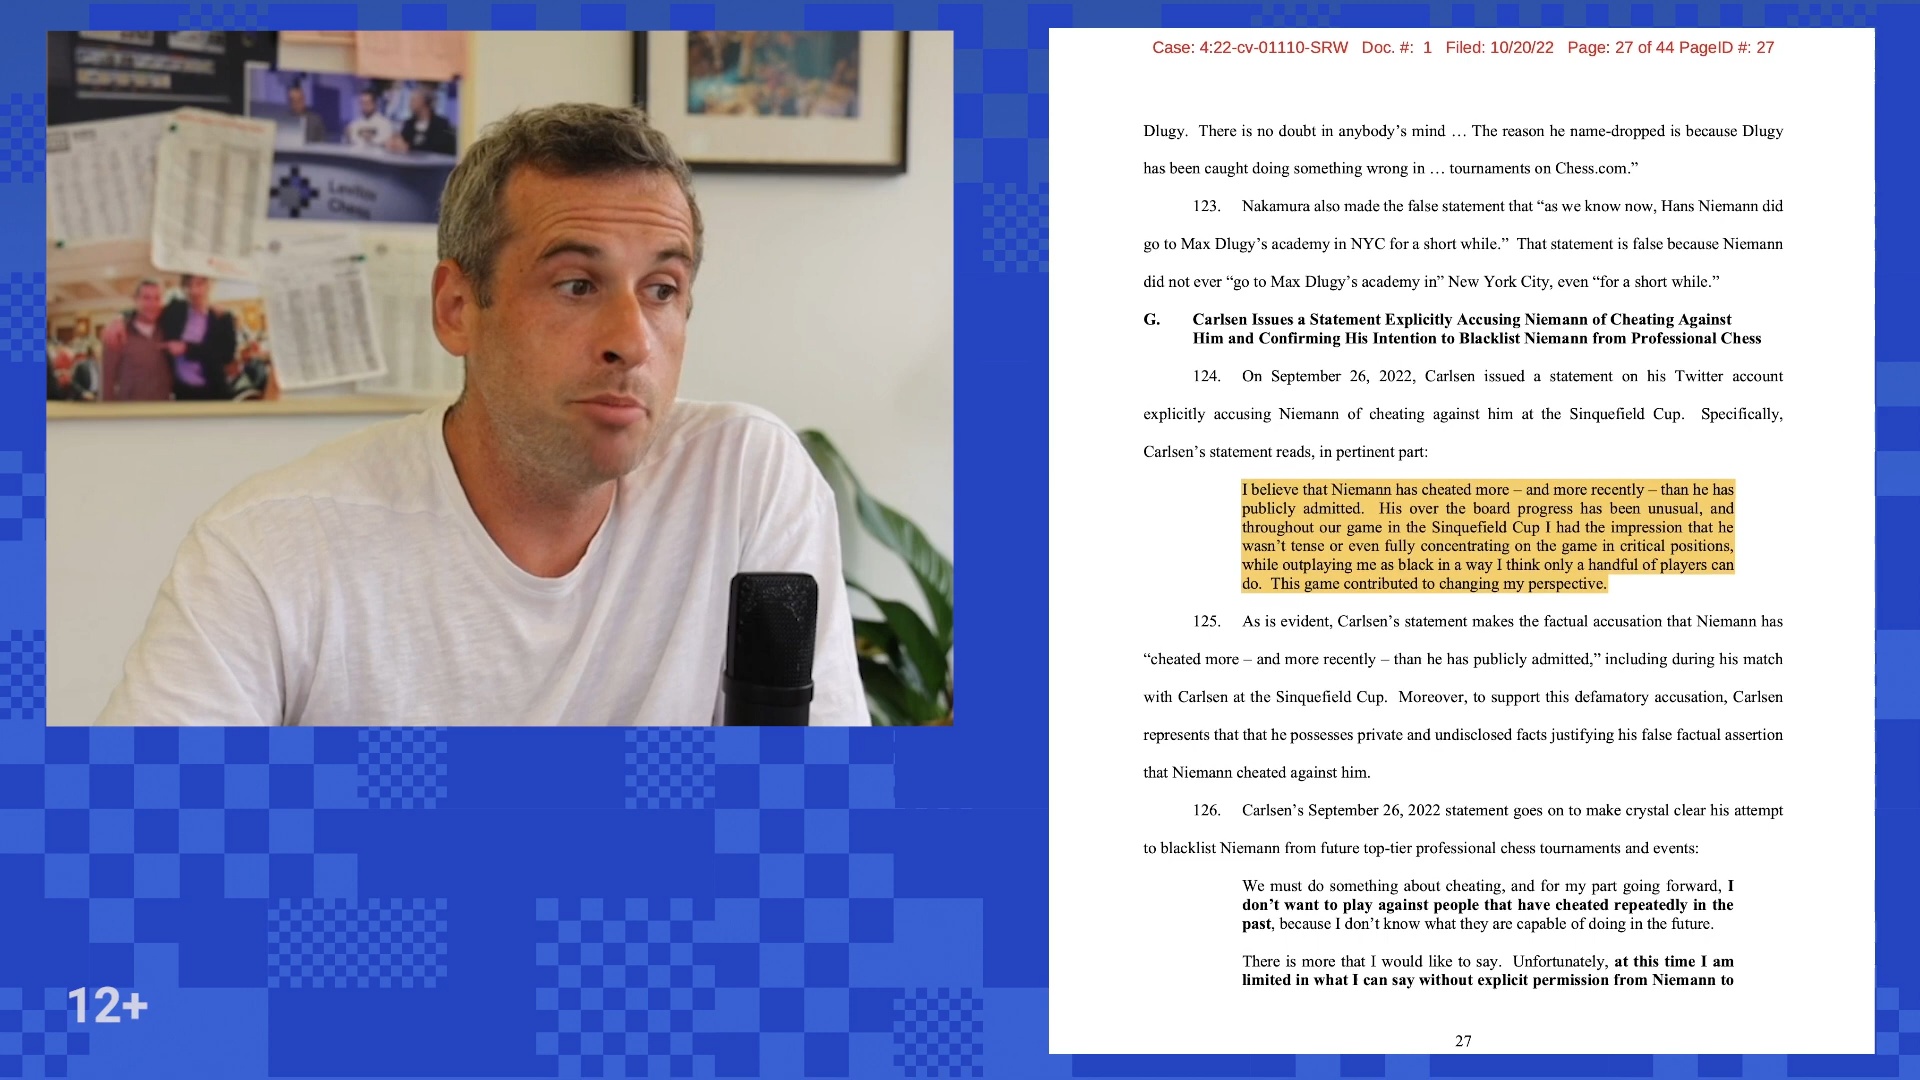 Levitov
Chess
12+
Case: 4:22-cv-01110-SRW Doc. #: 1 Filed: 10/20/22 Page: 27 of 44 PageID #: 27
Dlugy. There is no doubt in anybody’s mind … The reason he name-dropped is because Dlugy
has been caught doing something wrong in … tournaments on Chess.com.”
123. Nakamura also made the false statement that “as we know now, Hans Niemann did
go to Max Dlugy’s academy in NYC for a short while.” That statement is false because Niemann
did not ever “go to Max Dlugy’s academy in” New York City, even “for a short while.”
G. Carlsen Issues a Statement Explicitly Accusing Niemann of Cheating Against
Him and Confirming His Intention to Blacklist Niemann from Professional Chess
124. On September 26, 2022, Carlsen issued a statement on his Twitter account
explicitly accusing Niemann of cheating against him at the Sinquefield Cup. Specifically,
Carlsen’s statement reads, in pertinent part:
I believe that Niemann has cheated more – and more recently – than he has
publicly admitted. His over the board progress has been unusual, and
throughout our game in the Sinquefield Cup I had the impression that he
wasn’t tense or even fully concentrating on the game in critical positions,
while outplaying me as black in a way I think only a handful of players can
do. This game contributed to changing my perspective.
125. As is evident, Carlsen’s statement makes the factual accusation that Niemann has
“cheated more – and more recently – than he has publicly admitted,” including during his match
with Carlsen at the Sinquefield Cup. Moreover, to support this defamatory accusation, Carlsen
represents that that he possesses private and undisclosed facts justifying his false factual assertion
that Niemann cheated against him.
126. Carlsen’s September 26, 2022 statement goes on to make crystal clear his attempt
to blacklist Niemann from future top-tier professional chess tournaments and events:
We must do something about cheating, and for my part going forward, I
don’t want to play against people that have cheated repeatedly in the
past, because I don’t know what they are capable of doing in the future.
There is more that I would like to say. Unfortunately, at this time I am
limited in what I can say without explicit permission from Niemann to
27